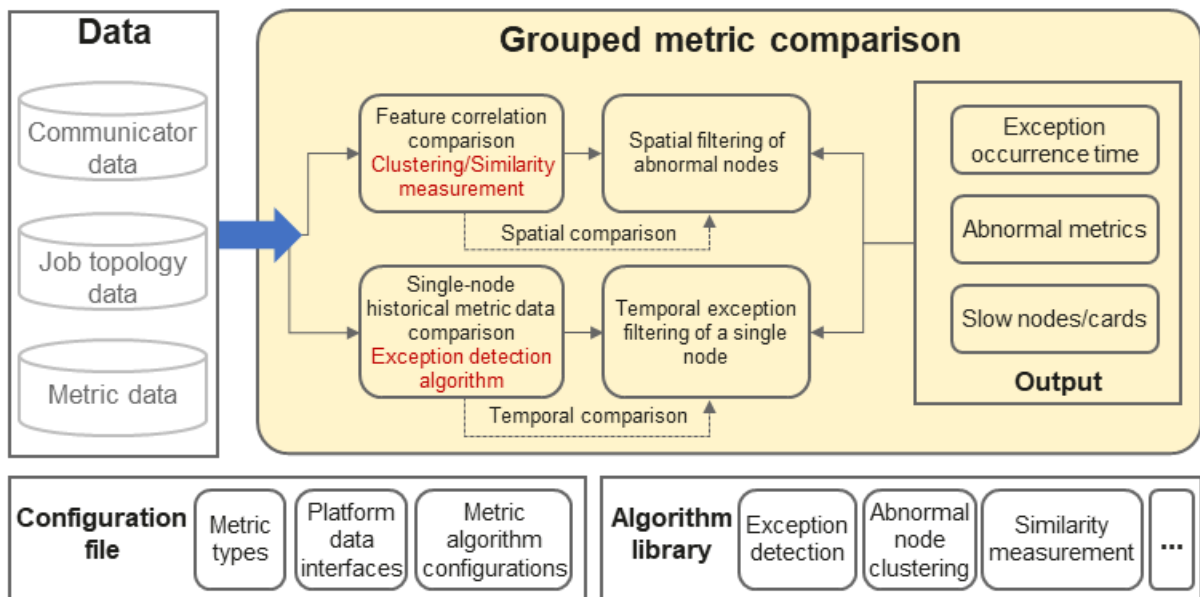 Data
Communicator
data
Job topology
data
Metric data
Grouped metric comparison
Feature correlation
comparison
Clustering/Similarity
measurement
Spatial filtering of
abnormal nodes
Spatial comparison
Single-node
historical metric data
comparison
Exception detection
algorithm
Temporal exception
filtering of a single
node
Temporal comparison
Exception
occurrence time
Abnormal metrics
Slow nodes/cards
Output
Configuration
file
Metric
types
Platform
data
interfaces
Metric
algorithm
configurations
Algorithm
library
Exception
detection
Abnormal
node
clustering
Similarity
measurement
...